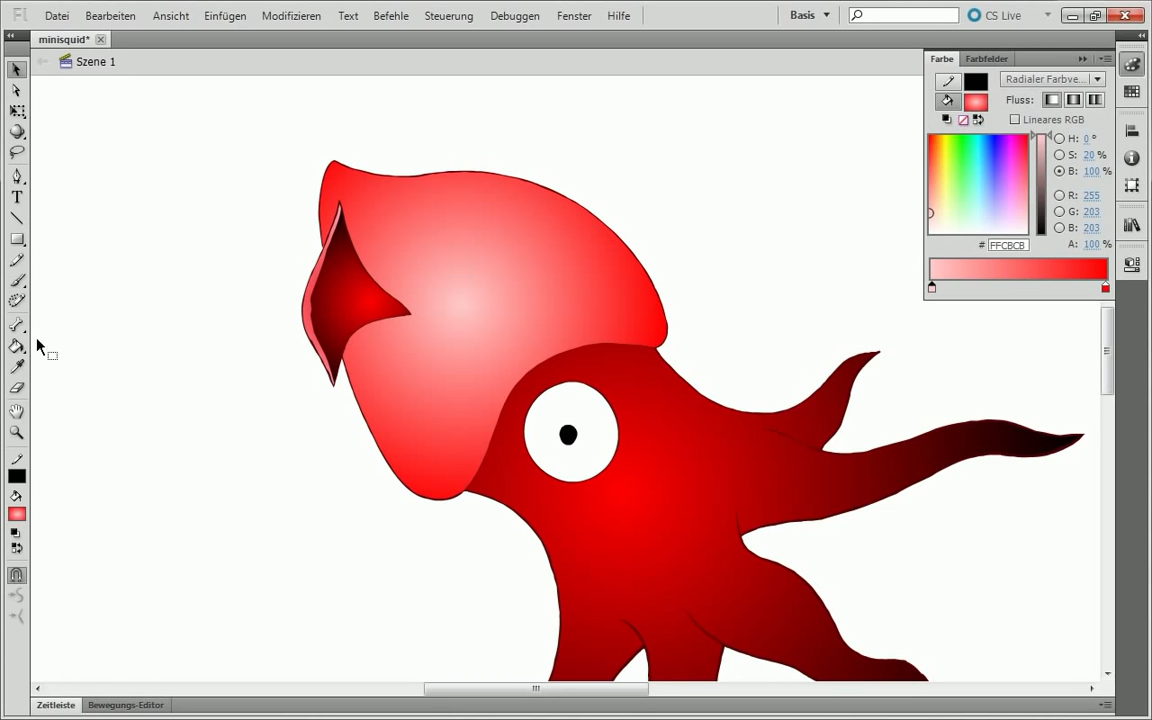 Fl Datei Bearbeiten Ansicht Einfügen Modifizieren Text Befehle Steuerung Debuggen Fenster Hilfe Basis CS Live
minisquid*
Szene 1
Farbe Farbfelder
Radialer Farbve...
Fluss:
Lineares RGB
H: 0 °
S: 20 %
B: 100 %
R: 255
G: 203
B: 203
# FFCBCB A: 100 %
Zeitleiste Bewegungs-Editor